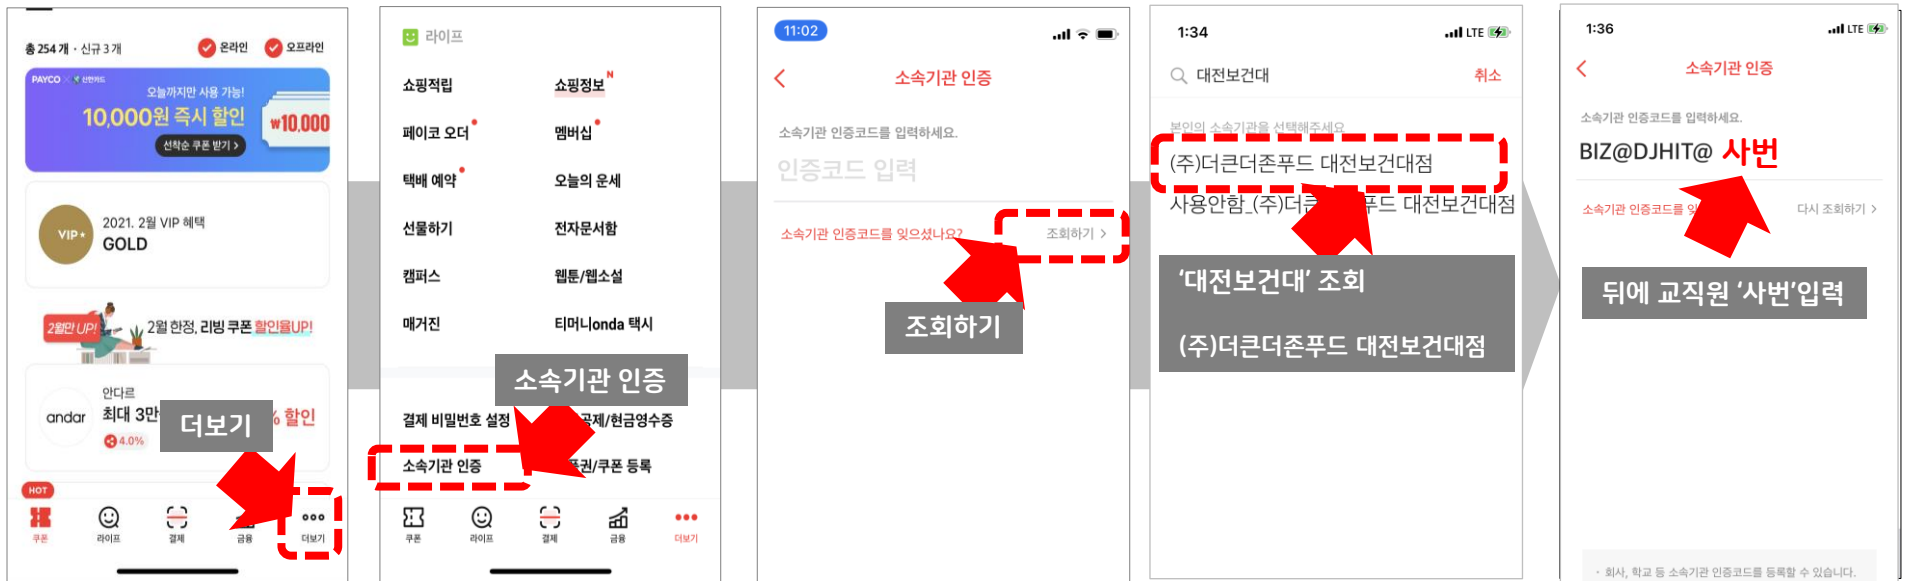 총 254 개 · 신규 3 개
온라인
오프라인
PAYCO × 신한카드
오늘까지만 사용 가능!
10,000원 즉시 할인
선착순 쿠폰 받기 >
₩10.000
VIP★
2021. 2월 VIP 혜택
GOLD
2월만 UP!
2월 한정, 리빙 쿠폰 할인율UP!
andar
안다르
최대 3만
% 할인
4.0%
더보기
HOT
쿠폰
라이프
결제
금융
더보기
라이프
쇼핑적립
쇼핑정보 N
페이코 오더
멤버십
택배 예약
오늘의 운세
선물하기
전자문서함
캠퍼스
웹툰/웹소설
매거진
티머니onda 택시
소속기관 인증
결제 비밀번호 설정
공제/현금영수증
소속기관 인증
품권/쿠폰 등록
쿠폰
라이프
결제
금융
더보기
11:02
소속기관 인증
소속기관 인증코드를 입력하세요.
인증코드 입력
소속기관 인증코드를 잊으셨나요?
조회하기 >
조회하기
1:34
LTE
대전보건대
취소
본인의 소속기관을 선택해주세요
(주)더큰더존푸드 대전보건대점
사용안함_(주)더큰 푸드 대전보건대점
‘대전보건대’ 조회
(주)더큰더존푸드 대전보건대점
1:36
LTE
소속기관 인증
소속기관 인증코드를 입력하세요.
BIZ@DJHIT@ 사번
소속기관 인증코드를 잊
다시 조회하기 >
뒤에 교직원 ‘사번’입력
· 회사, 학교 등 소속기관 인증코드를 등록할 수 있습니다.